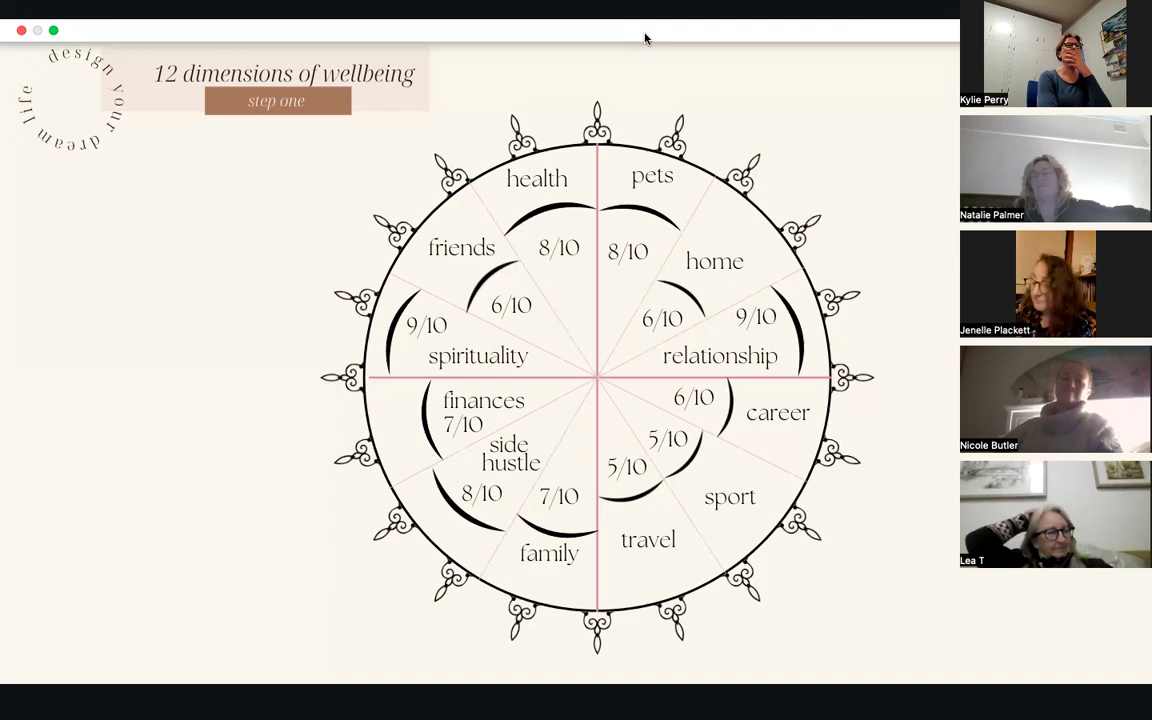 design your dream life
12 dimensions of wellbeing
step one
health
pets
friends
8/10
8/10
home
6/10
6/10
9/10
9/10
spirituality
relationship
finances
6/10
career
7/10
side
5/10
hustle
5/10
8/10
7/10
sport
family
travel
Kylie Perry
Natalie Palmer
Jenelle Plackett
Nicole Butler
Lea T